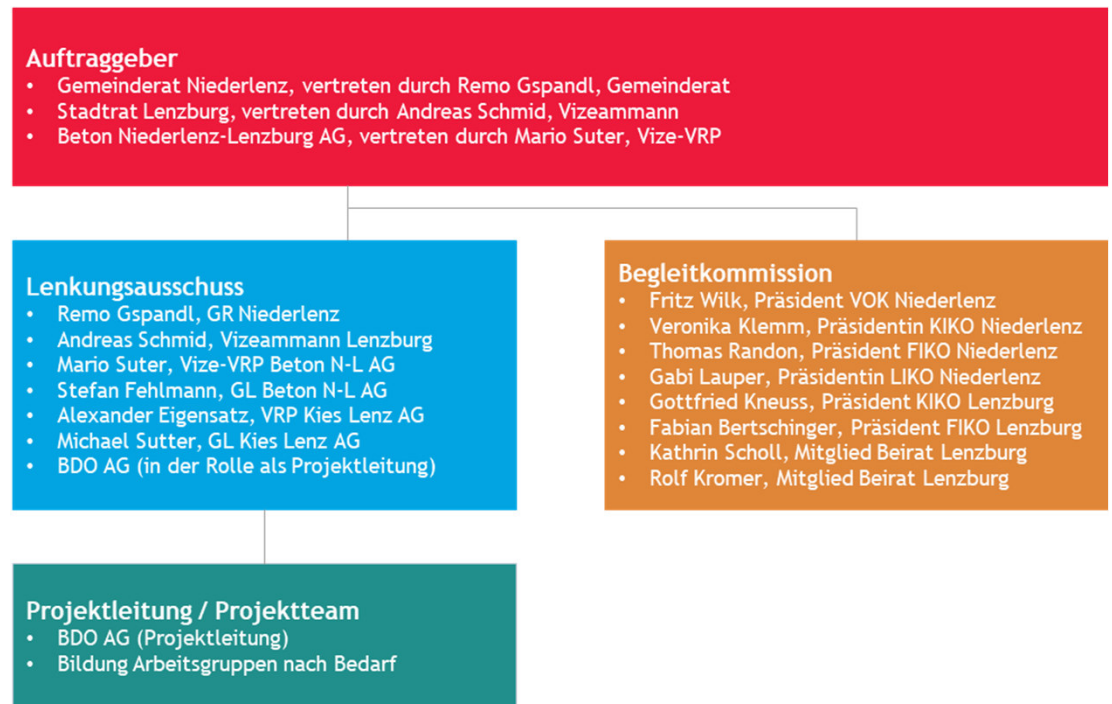 Auftraggeber
• Gemeinderat Niederlenz, vertreten durch Remo Gspandl, Gemeinderat
• Stadtrat Lenzburg, vertreten durch Andreas Schmid, Vizeammann
• Beton Niederlenz-Lenzburg AG, vertreten durch Mario Suter, Vize-VRP
Lenkungsausschuss
• Remo Gspandl, GR Niederlenz
• Andreas Schmid, Vizeammann Lenzburg
• Mario Suter, Vize-VRP Beton N-L AG
• Stefan Fehlmann, GL Beton N-L AG
• Alexander Eigensatz, VRP Kies Lenz AG
• Michael Sutter, GL Kies Lenz AG
• BDO AG (in der Rolle als Projektleitung)
Begleitkommission
• Fritz Wilk, Präsident VOK Niederlenz
• Veronika Klemm, Präsidentin KIKO Niederlenz
• Thomas Randon, Präsident FIKO Niederlenz
• Gabi Lauper, Präsidentin LIKO Niederlenz
• Gottfried Kneuss, Präsident KIKO Lenzburg
• Fabian Bertschinger, Präsident FIKO Lenzburg
• Kathrin Scholl, Mitglied Beirat Lenzburg
• Rolf Kromer, Mitglied Beirat Lenzburg
Projektleitung / Projektteam
• BDO AG (Projektleitung)
• Bildung Arbeitsgruppen nach Bedarf